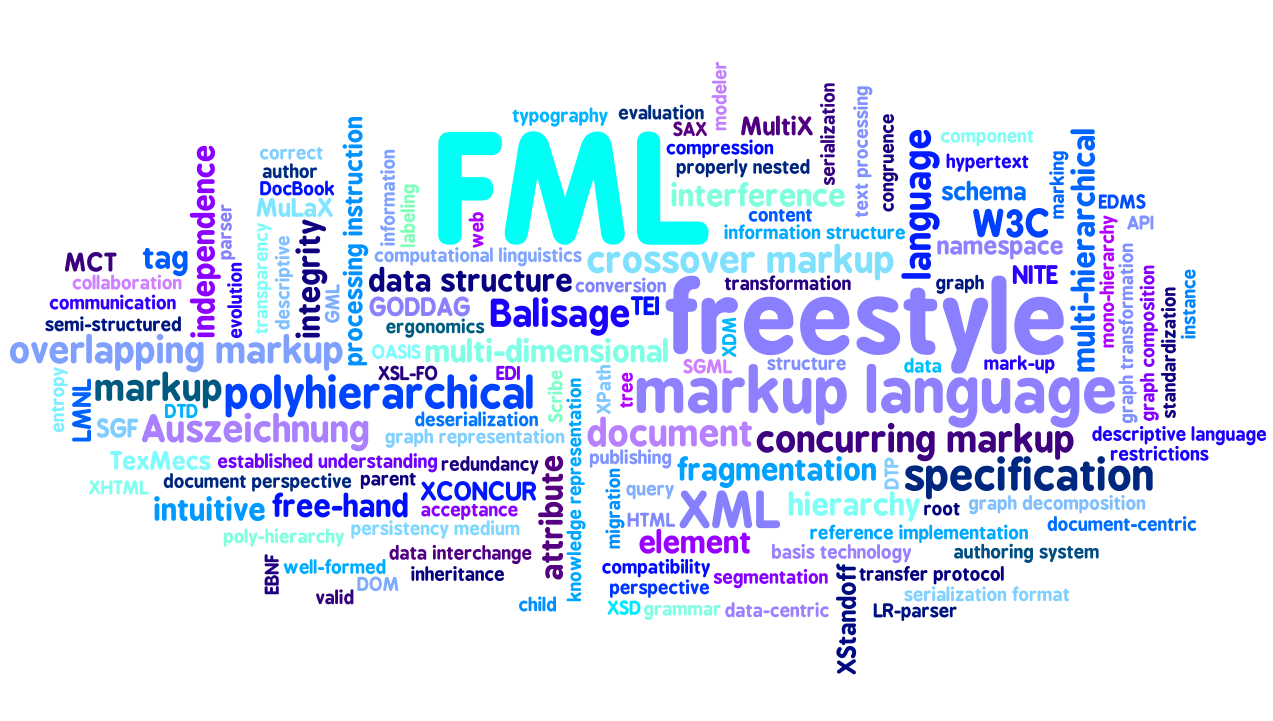 modeler
typography
evaluation
SAX
MultiX
serialization
text processing
congruence
FML
compression
properly nested
interference
content
information structure
language
component
hypertext
schema
marking
W3C
namespace
multi-hierarchical
EDMS
API
correct
author
DocBook
MuLaX
independence
parser
processing instruction
information
labeling
web
computational linguistics
crossover markup
MCT
tag
collaboration
communication
semi-structured
evolution
transparency
descriptive
integrity
GML
data structure
conversion
transformation
graph
NITE
mono-hierarchy
graph transformation
graph composition
standardization
instance
GODDAG
ergonomics
Balisage
TEI
freestyle
XDM
overlapping markup
OASIS
multi-dimensional
SGML
structure
data
mark-up
entropy
LMNL
markup
XSL-FO
EDI
Scribe
knowledge representation
XPath
tree
markup language
polyhierarchical
DTD
SGF
Auszeichnung
deserialization
graph representation
document
concurring markup
descriptive language
restrictions
TexMecs
established understanding
redundancy
publishing
fragmentation
DTP
specification
XHTML
document perspective
parent
XCONCUR
attribute
migration
query
XML
hierarchy
root
graph decomposition
intuitive
free-hand
acceptance
HTML
document-centric
poly-hierarchy
persistency medium
element
reference implementation
basis technology
authoring system
EBNF
well-formed
data interchange
inheritance
DOM
valid
child
compatibility
perspective
segmentation
XStandoff
transfer protocol
serialization format
XSD
grammar
data-centric
LR-parser